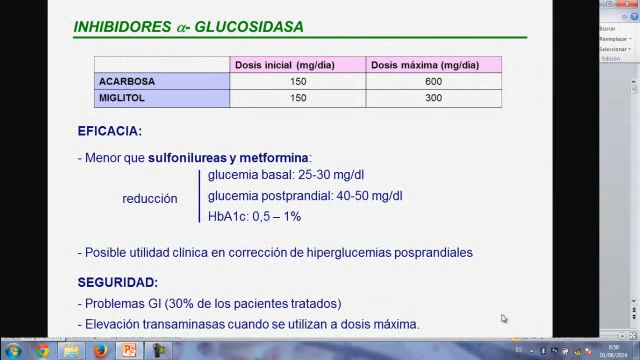 INHIBIDORES α- GLUCOSIDASA
Dosis inicial (mg/dia) Dosis máxima (mg/dia)
ACARBOSA 150 600
MIGLITOL 150 300
EFICACIA:
- Menor que sulfonilureas y metformina:
glucemia basal: 25-30 mg/dl
reducción glucemia postprandial: 40-50 mg/dl
HbA1c: 0,5 – 1%
- Posible utilidad clínica en corrección de hiperglucemias posprandiales
SEGURIDAD:
- Problemas GI (30% de los pacientes tratados)
- Elevación transaminasas cuando se utilizan a dosis máxima.
Buscar
Reemplazar
Seleccionar
Edición
ES